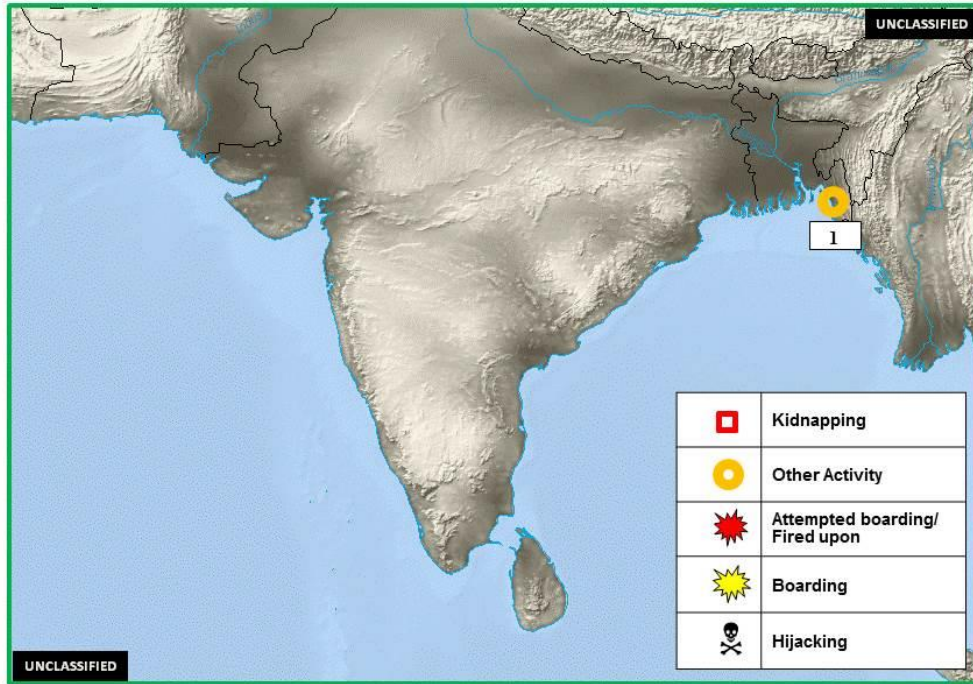 UNCLASSIFIED
1
Kidnapping
Other Activity
Attempted boarding/
Fired upon
Boarding
Hijacking
UNCLASSIFIED